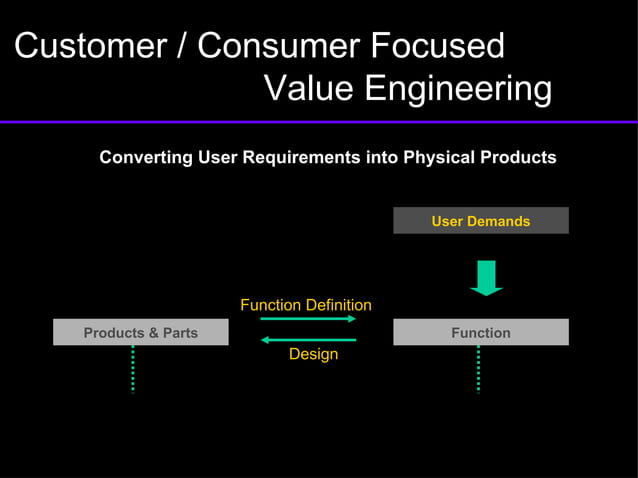 Customer / Consumer Focused
Value Engineering
Converting User Requirements into Physical Products
User Demands
Function Definition
Products & Parts
Function
Design